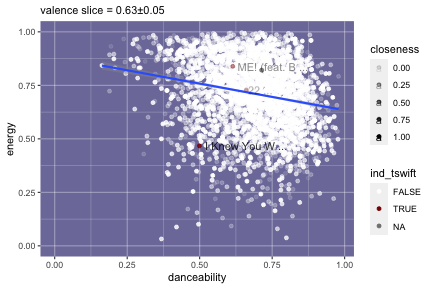 valence slice = 0.63±0.05
1.00
0.75
0.50
0.25
0.00
energy
ME! (feat. B
I Knew You W...
0.00
0.25
0.50
0.75
1.00
danceability
closeness
0.00
0.25
0.50
0.75
1.00
ind_tswift
FALSE
TRUE
NA